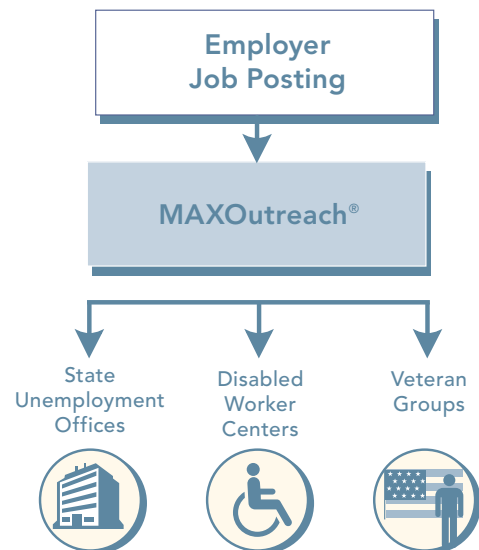 Employer
Job Posting
MAXOutreach®
State
Unemployment
Offices
Disabled
Worker
Centers
Veteran
Groups